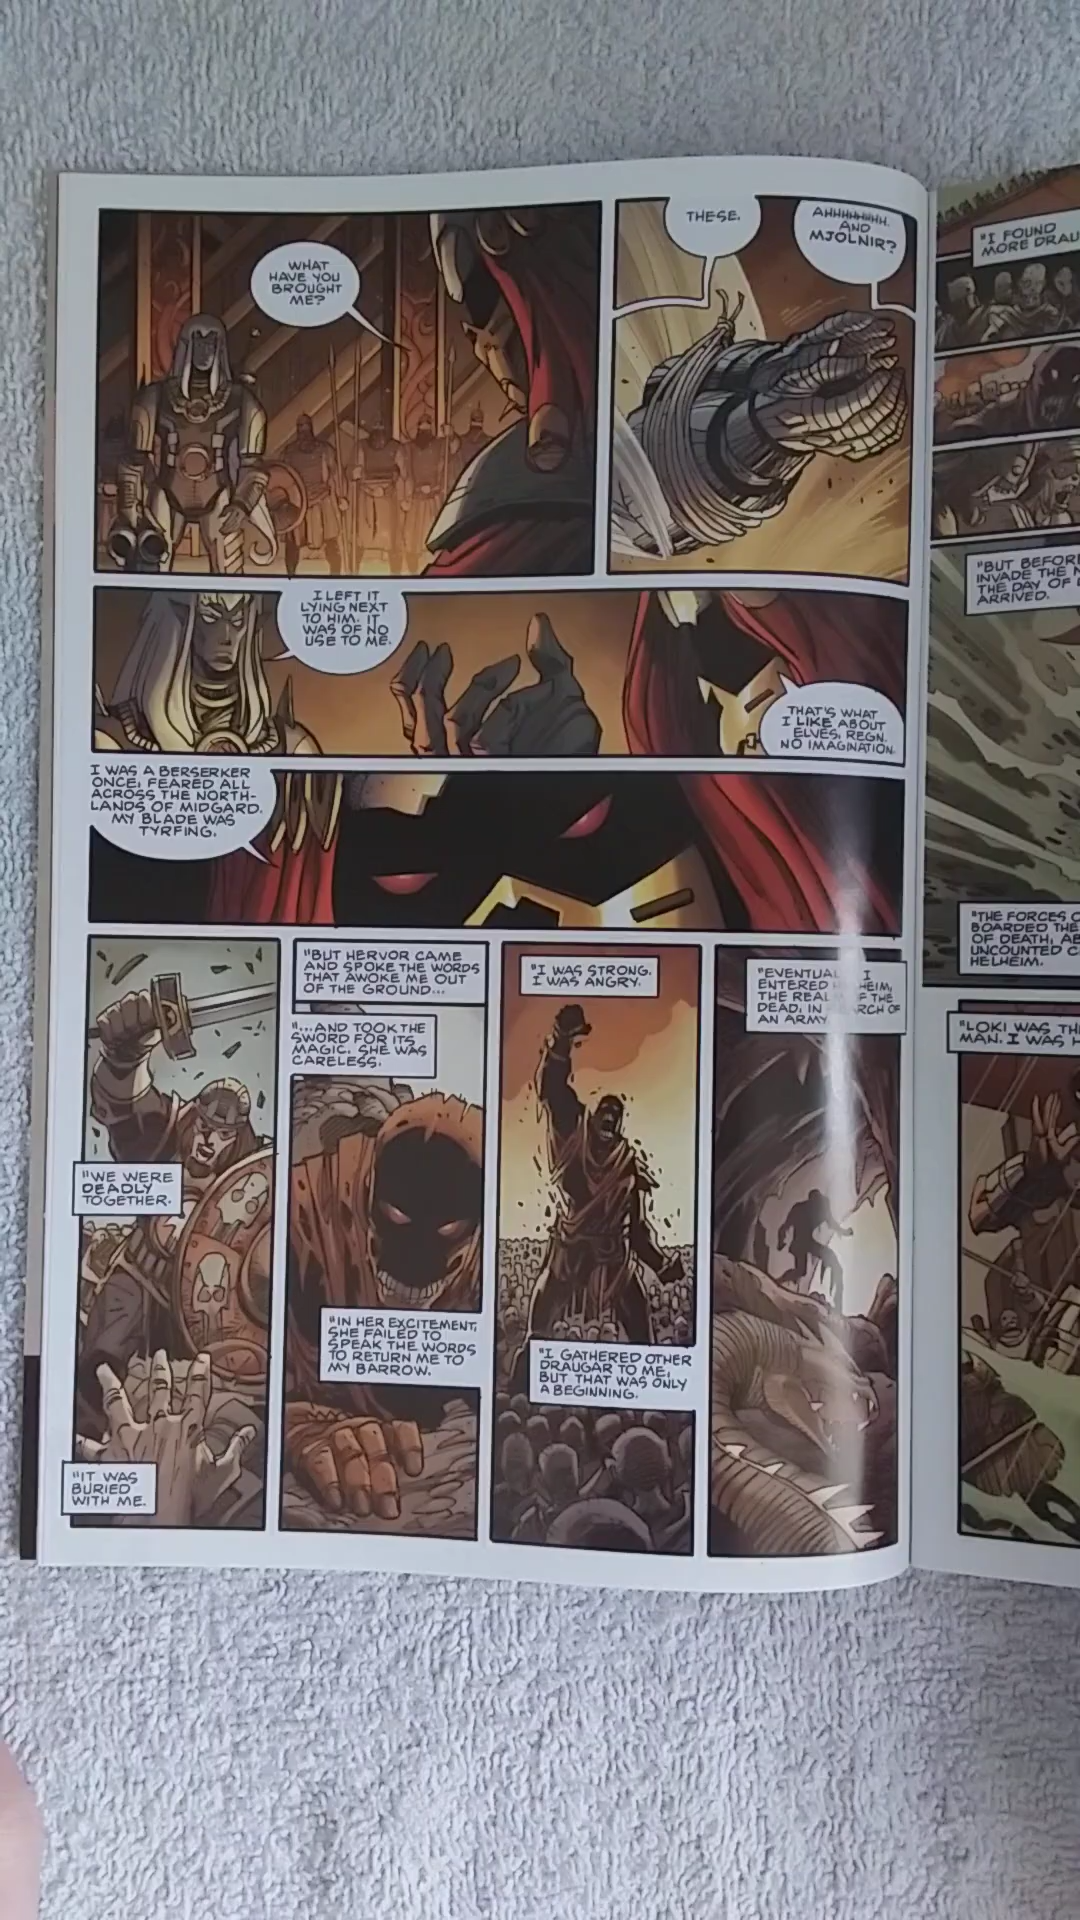 WHAT
HAVE YOU
BROUGHT
ME?
THESE.
AHHHHHHH.
AND
MJOLNIR?
I LEFT IT
LYING NEXT
TO HIM. IT
WAS OF NO
USE TO ME.
THAT'S WHAT
I LIKE ABOUT
ELVES, REGN.
NO IMAGINATION.
I WAS A BERSERKER
ONCE, FEARED ALL
ACROSS THE NORTH-
LANDS OF MIDGARD.
MY BLADE WAS
TYRFING.
"WE WERE
DEADLY
TOGETHER.
"IT WAS
BURIED
WITH ME.
"BUT HERVOR CAME
AND SPOKE THE WORDS
THAT AWOKE ME OUT
OF THE GROUND...
"...AND TOOK THE
SWORD FOR ITS
MAGIC. SHE WAS
CARELESS.
"IN HER EXCITEMENT,
SHE FAILED TO
SPEAK THE WORDS
TO RETURN ME TO
MY BARROW.
"I WAS STRONG.
I WAS ANGRY.
"I GATHERED OTHER
DRAUGAR TO ME,
BUT THAT WAS ONLY
A BEGINNING.
I
ENTERED
THE THE
DEAD, IN OF
AN ARMY
"I FOUND
MORE
"BUT
INVADE THE
THE DAY OF
ARRIVED.
"THE FORCES
BOARDED THE
OF DEATH,
UNCOUNTED
HELHEIM.
"LOKI WAS
MAN. I WAS